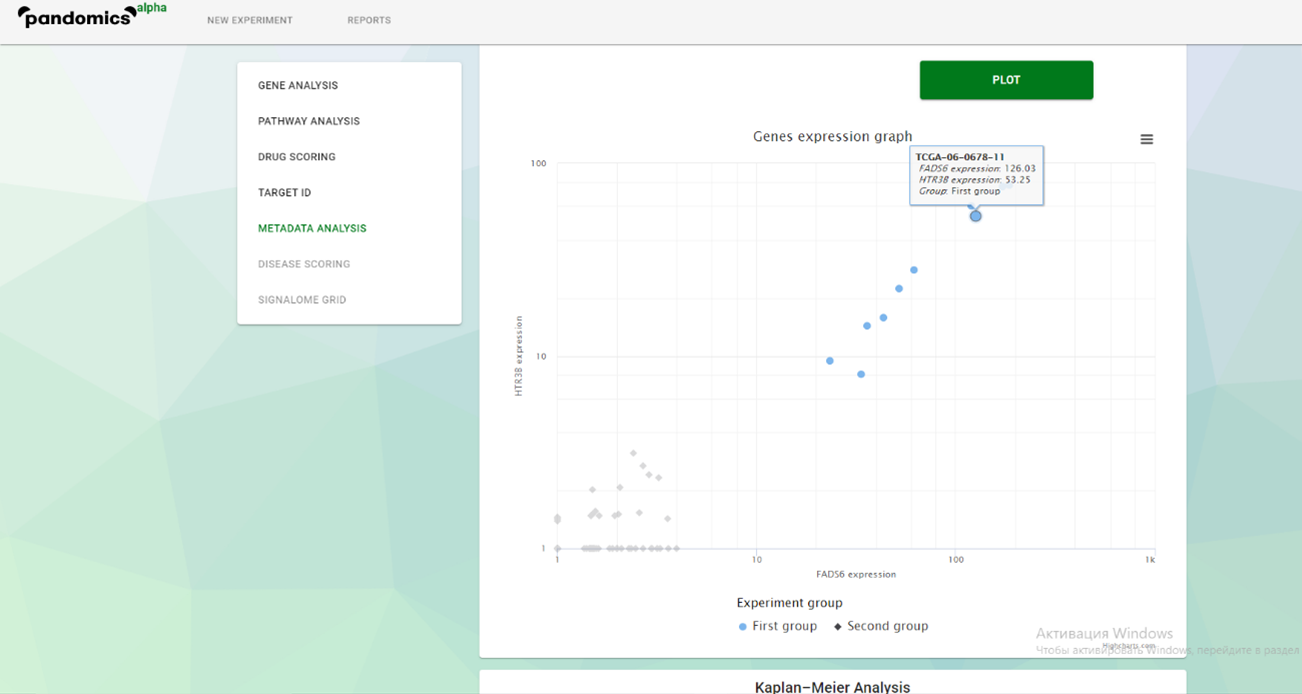 pandomics alpha
NEW EXPERIMENT
REPORTS
GENE ANALYSIS
PATHWAY ANALYSIS
DRUG SCORING
TARGET ID
METADATA ANALYSIS
DISEASE SCORING
SIGNALOME GRID
PLOT
Genes expression graph
TCGA-06-0678-11
FADS6 expression: 126.03
HTR3B expression: 53.25
Group: First group
HTR3B expression
100
10
1
1
10
100
1k
FADS6 expression
Experiment group
First group
Second group
Активация Windows
Чтобы активировать Windows, перейдите в раздел
Highcharts.com
Kaplan–Meier Analysis